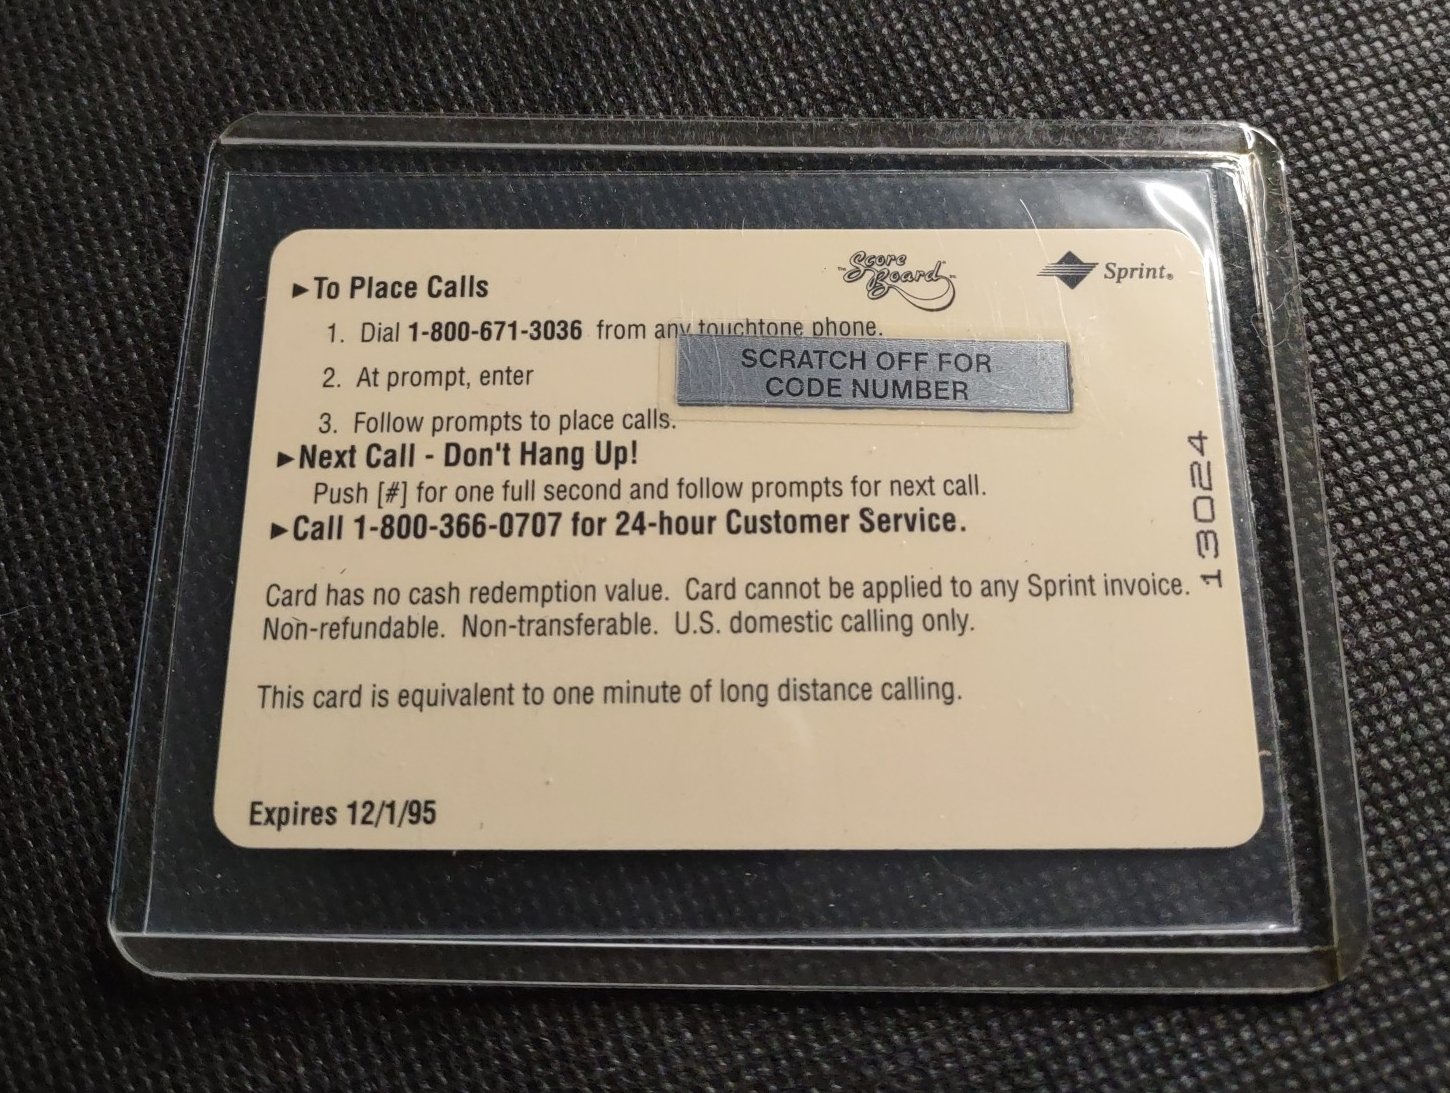 ▶To Place Calls
Score Board™
Sprint®
1. Dial 1-800-671-3036 from any touchtone phone.
SCRATCH OFF FOR
CODE NUMBER
2. At prompt, enter
3. Follow prompts to place calls.
▶Next Call - Don't Hang Up!
Push [#] for one full second and follow prompts for next call.
▶Call 1-800-366-0707 for 24-hour Customer Service.
13024
Card has no cash redemption value. Card cannot be applied to any Sprint invoice.
Non-refundable. Non-transferable. U.S. domestic calling only.
This card is equivalent to one minute of long distance calling.
Expires 12/1/95